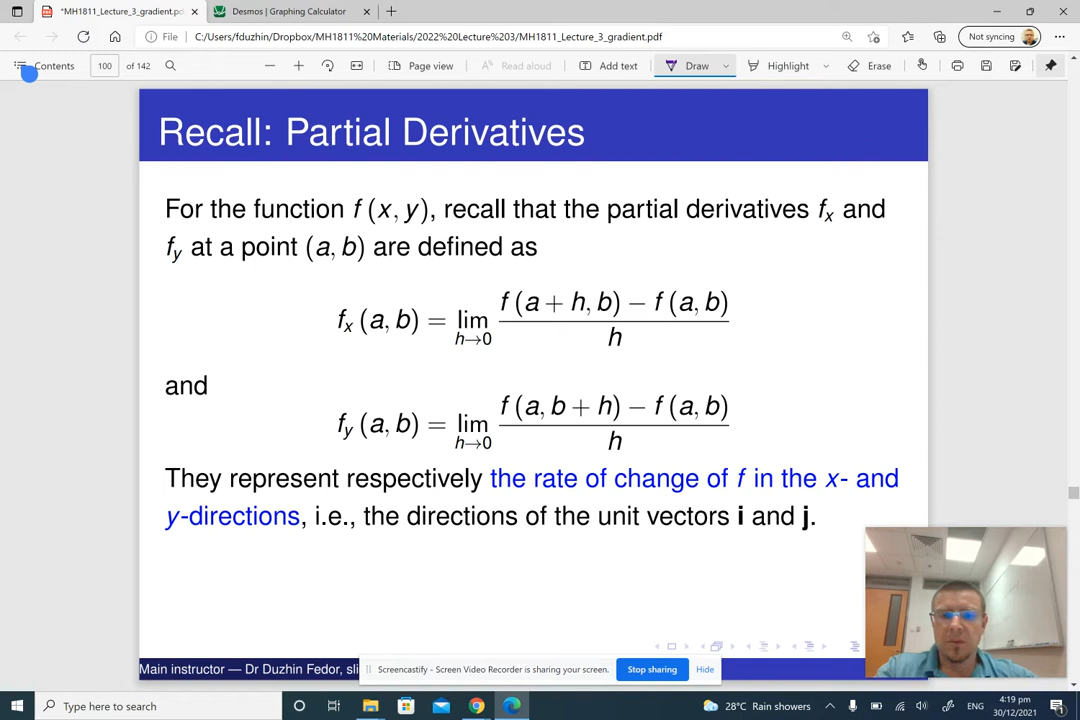 *MH1811_Lecture_3_gradient.pdf
Desmos | Graphing Calculator
File
C:/Users/fduzhin/Dropbox/MH1811%20Materials/2022%20Lecture%203/MH1811_Lecture_3_gradient.pdf
Not syncing
Contents
100
of 142
Page view
Read aloud
Add text
Draw
Highlight
Erase
Recall: Partial Derivatives
For the function f (x, y), recall that the partial derivatives fx and
fy at a point (a, b) are defined as
fx (a, b) = lim h→0 f (a + h, b) − f (a, b) / h
and
fy (a, b) = lim h→0 f (a, b + h) − f (a, b) / h
They represent respectively the rate of change of f in the x- and
y-directions, i.e., the directions of the unit vectors i and j.
Main instructor — Dr Duzhin Fedor, sli
Screencastify - Screen Video Recorder is sharing your screen.
Stop sharing
Hide
Type here to search
28°C Rain showers
ENG
4:19 pm
30/12/2021
1